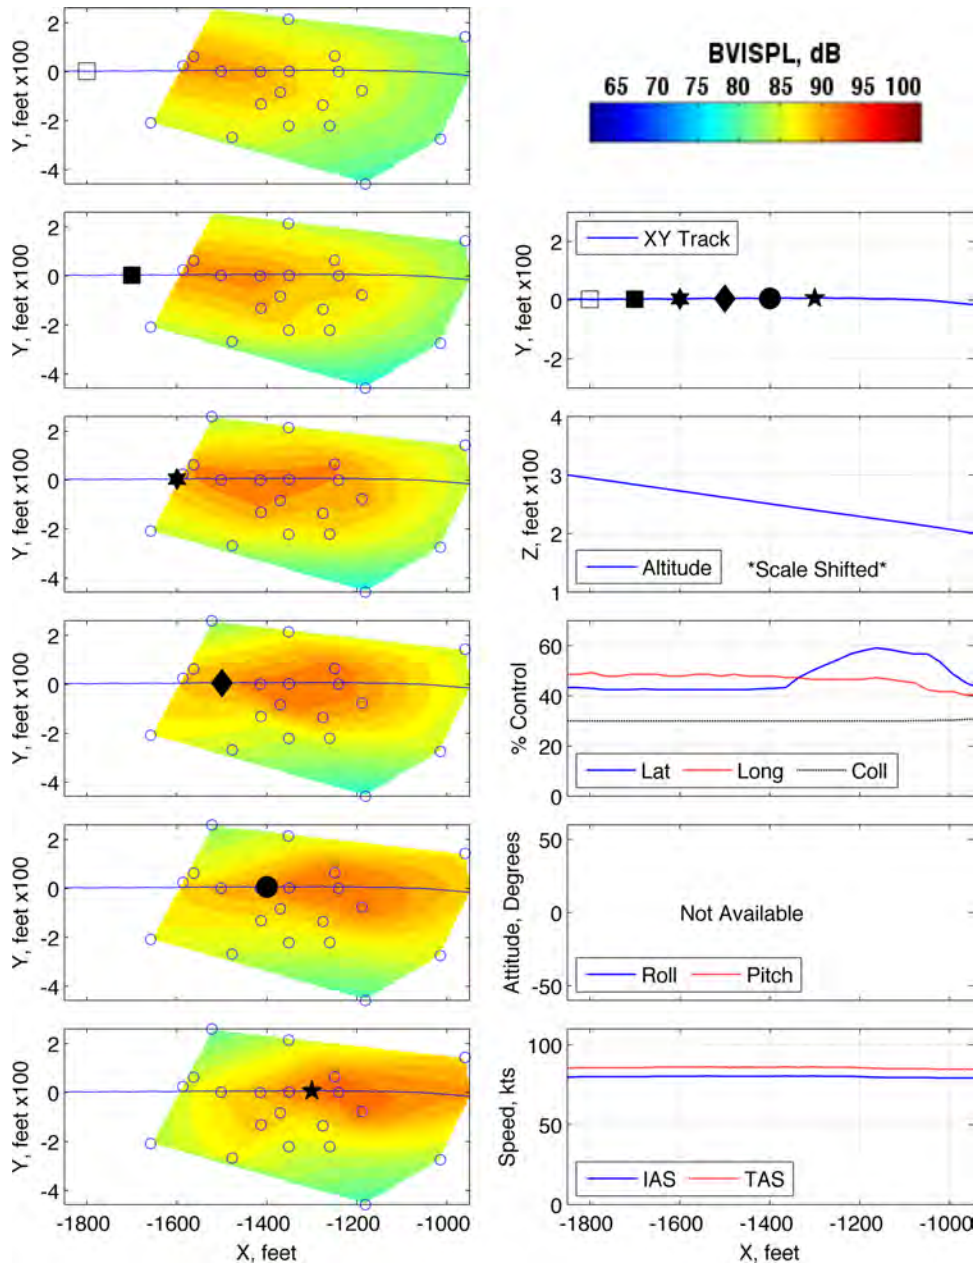 2
0
-2
-4
Y, feet x100
BVISPL, dB
65 70 75 80 85 90 95 100
2
0
-2
-4
Y, feet x100
2
0
-2
Y, feet x100
XY Track
2
0
-2
-4
Y, feet x100
4
3
2
1
Z, feet x100
Altitude
*Scale Shifted*
2
0
-2
-4
Y, feet x100
60
40
20
0
% Control
Lat Long Coll
2
0
-2
-4
Y, feet x100
50
0
-50
Attitude, Degrees
Not Available
Roll Pitch
2
0
-2
-4
Y, feet x100
-1800 -1600 -1400 -1200 -1000
X, feet
100
50
0
Speed, kts
IAS TAS
-1800 -1600 -1400 -1200 -1000
X, feet